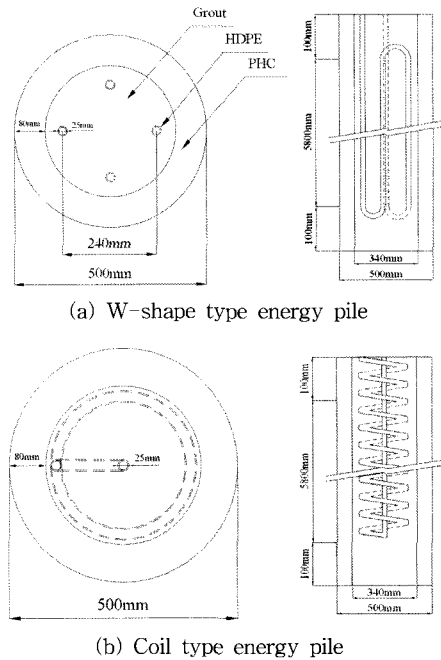 Grout
HDPE
PHC
80mm
25mm
240mm
500mm
100mm
5800mm
100mm
340mm
500mm
(a) W-shape type energy pile
80mm
25mm
500mm
100mm
5800mm
100mm
340mm
500mm
(b) Coil type energy pile